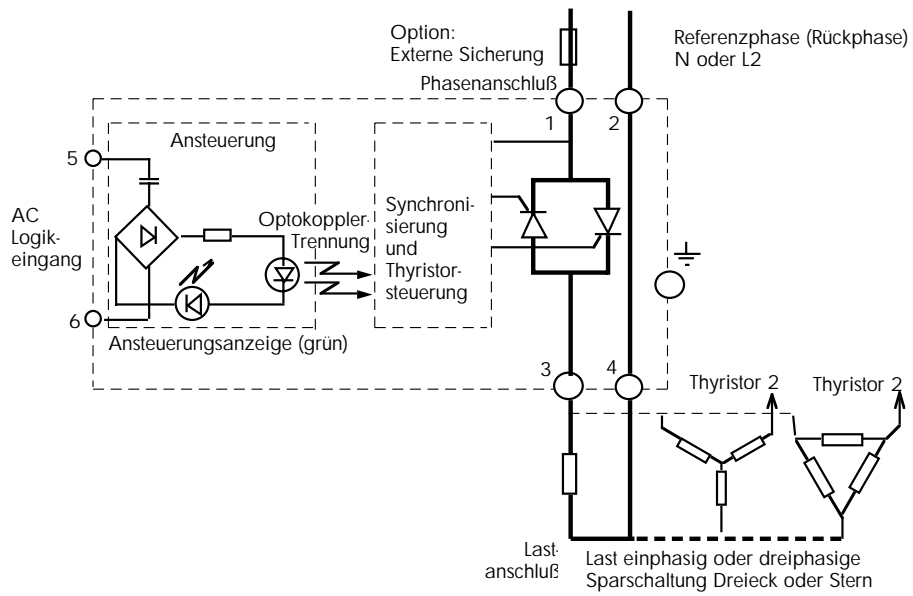 Option:
Externe Sicherung
Referenzphase (Rückphase)
N oder L2
Phasenanschluß
1
2
Ansteuerung
5
AC
Logik-
eingang
Optokoppler-
Trennung
Synchroni-
sierung
und
Thyristor-
steuerung
6
Ansteuerungsanzeige (grün)
3
4
Thyristor 2
Thyristor 2
Last-
anschluß
Last einphasig oder dreiphasige
Sparschaltung Dreieck oder Stern